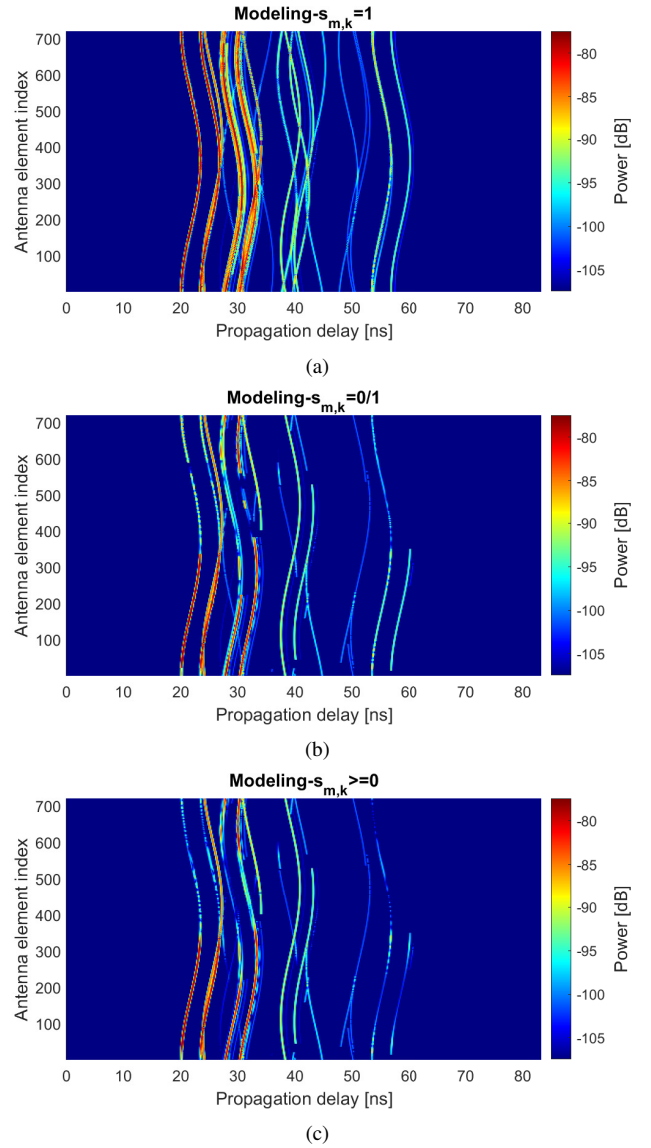 Modeling-s_{m,k}=1
700
600
500
400
300
200
100
Antenna element index
0 10 20 30 40 50 60 70 80
Propagation delay [ns]
-80
-85
-90
-95
-100
-105
Power [dB]
(a)
Modeling-s_{m,k}=0/1
700
600
500
400
300
200
100
Antenna element index
0 10 20 30 40 50 60 70 80
Propagation delay [ns]
-80
-85
-90
-95
-100
-105
Power [dB]
(b)
Modeling-s_{m,k}>=0
700
600
500
400
300
200
100
Antenna element index
0 10 20 30 40 50 60 70 80
Propagation delay [ns]
-80
-85
-90
-95
-100
-105
Power [dB]
(c)